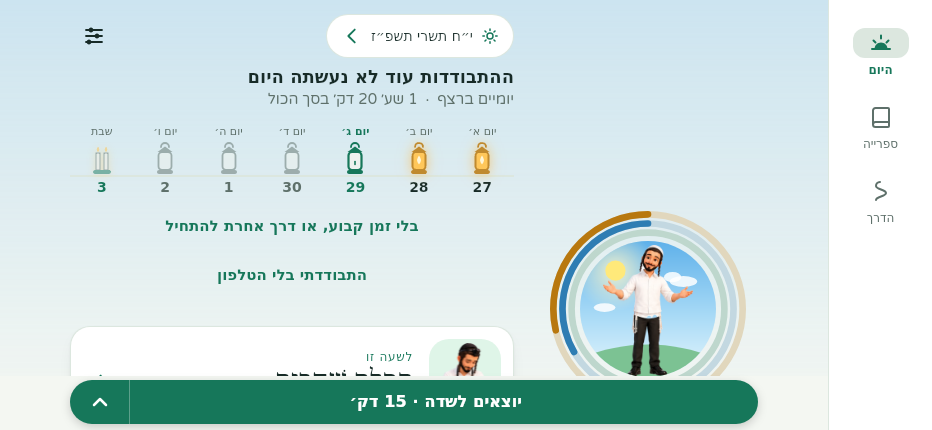 היום
ספרייה
הדרך
י״ח תשרי תשפ״ז
ההתבודדות עוד לא נעשתה היום
יומיים ברצף · 1 שע׳ 20 דק׳ בסך הכול
יום א׳ יום ב׳ יום ג׳ יום ד׳ יום ה׳ יום ו׳ שבת
27 28 29 30 1 2 3
בלי זמן קבוע, או דרך אחרת להתחיל
התבודדתי בלי הטלפון
לשעה זו
יוצאים לשדה · 15 דק׳